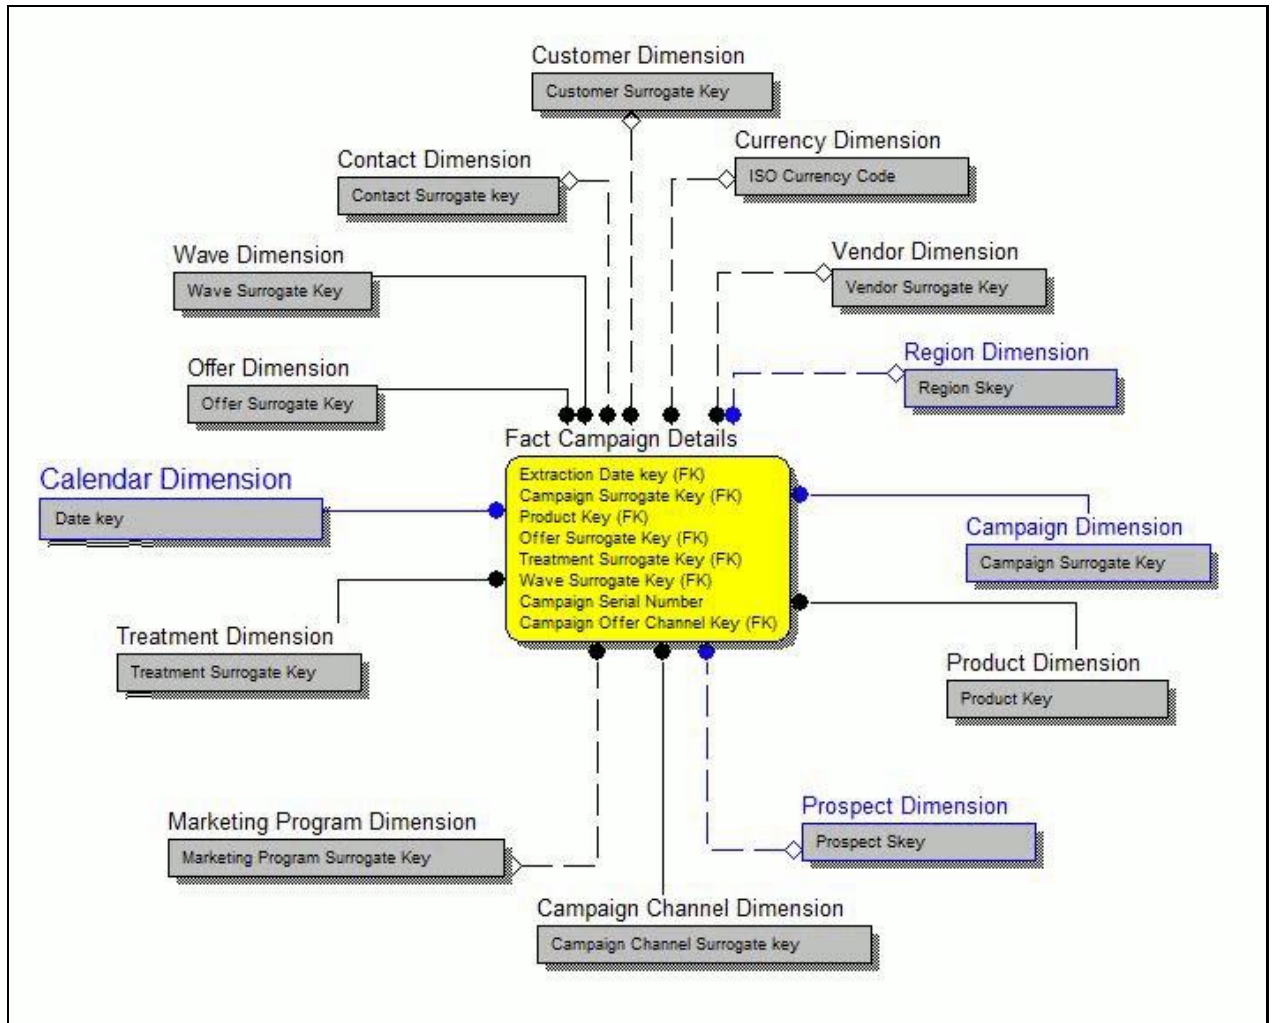 Customer Dimension
Customer Surrogate Key
Currency Dimension
ISO Currency Code
Contact Dimension
Contact Surrogate key
Wave Dimension
Wave Surrogate Key
Vendor Dimension
Vendor Surrogate Key
Offer Dimension
Offer Surrogate Key
Region Dimension
Region Skey
Fact Campaign Details
Extraction Date key (FK)
Campaign Surrogate Key (FK)
Product Key (FK)
Offer Surrogate Key (FK)
Treatment Surrogate Key (FK)
Wave Surrogate Key (FK)
Campaign Serial Number
Campaign Offer Channel Key (FK)
Calendar Dimension
Date key
Campaign Dimension
Campaign Surrogate Key
Treatment Dimension
Treatment Surrogate Key
Product Dimension
Product Key
Marketing Program Dimension
Marketing Program Surrogate Key
Prospect Dimension
Prospect Skey
Campaign Channel Dimension
Campaign Channel Surrogate key